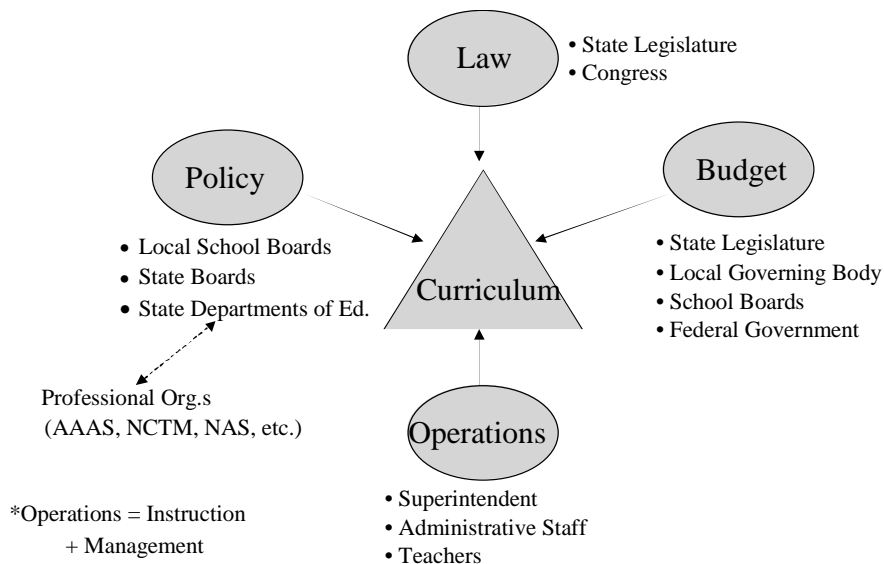 Law
• State Legislature
• Congress
Policy
• Local School Boards
• State Boards
• State Departments of Ed.
Professional Org.s
(AAAS, NCTM, NAS, etc.)
Budget
• State Legislature
• Local Governing Body
• School Boards
• Federal Government
Curriculum
Operations
• Superintendent
• Administrative Staff
• Teachers
*Operations = Instruction
+ Management